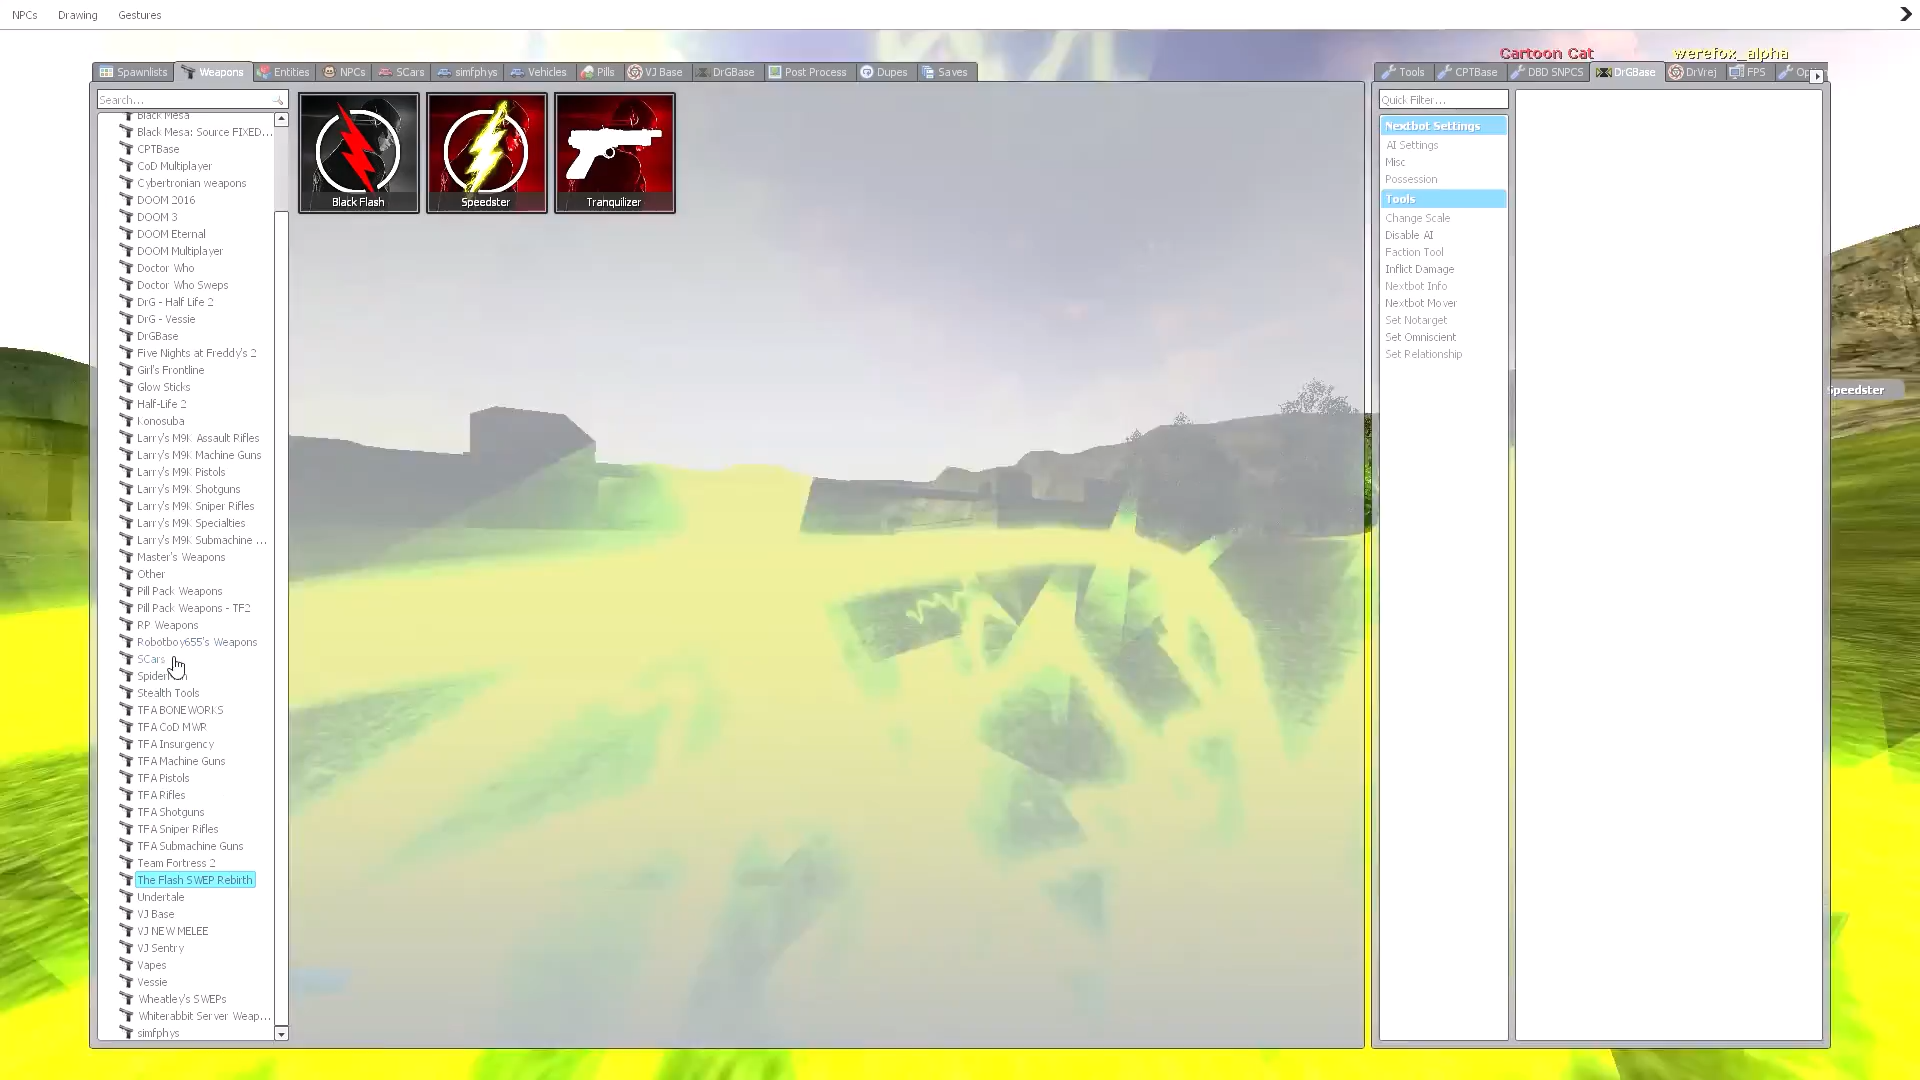 NPCs Drawing Gestures
Cartoon Cat werefox_alpha
Spawnlists Weapons Entities NPCs SCars simfphys Vehicles Pills VJ Base DrGBase Post Process Dupes Saves
Tools CPTBase DBD SNPCS DrGBase DrVrej FPS
Search...
Black Mesa
Black Mesa: Source FIXED...
CPTBase
CoD Multiplayer
Cybertronian weapons
DOOM 2016
DOOM 3
DOOM Eternal
DOOM Multiplayer
Doctor Who
Doctor Who Sweps
DrG - Half Life 2
DrG - Vessie
DrGBase
Five Nights at Freddy's 2
Girl's Frontline
Glow Sticks
Half-Life 2
Konosuba
Larry's M9K Assault Rifles
Larry's M9K Machine Guns
Larry's M9K Pistols
Larry's M9K Shotguns
Larry's M9K Sniper Rifles
Larry's M9K Specialties
Larry's M9K Submachine ...
Master's Weapons
Other
Pill Pack Weapons
Pill Pack Weapons - TF2
RP Weapons
Robotboy655's Weapons
SCars
Stealth Tools
TFA BONEWORKS
TFA CoD MWR
TFA Insurgency
TFA Machine Guns
TFA Pistols
TFA Rifles
TFA Shotguns
TFA Sniper Rifles
TFA Submachine Guns
Team Fortress 2
The Flash SWEP Rebirth
Undertale
VJ Base
VJ NEW MELEE
VJ Sentry
Vapes
Vessie
Wheatley's SWEPs
Whiterabbit Server Weap...
simfphys
Black Flash
Speedster
Tranquilizer
Quick Filter...
Nextbot Settings
AI Settings
Misc
Possession
Tools
Change Scale
Disable AI
Faction Tool
Inflict Damage
Nextbot Info
Nextbot Mover
Set Notarget
Set Omniscient
Set Relationship
Speedster